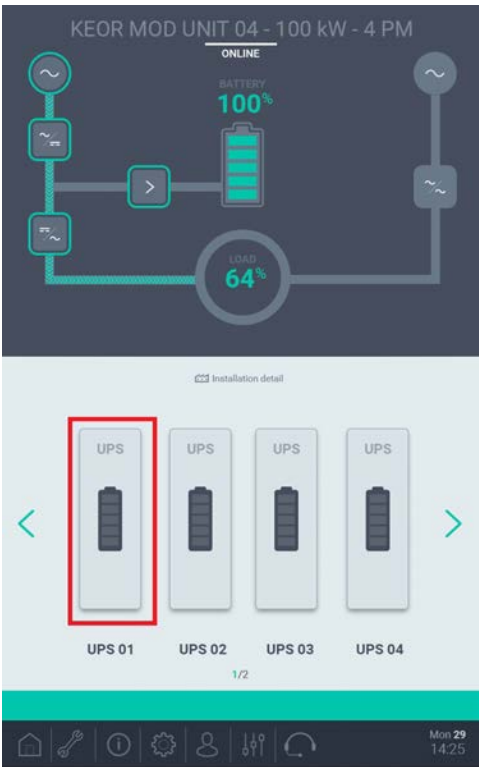 KEOR MOD UNIT 04 - 100 kW - 4 PM
ONLINE
BATTERY
100%
LOAD
64%
Installation detail
UPS UPS UPS UPS
UPS 01 UPS 02 UPS 03 UPS 04
1/2
Mon 29
14:25